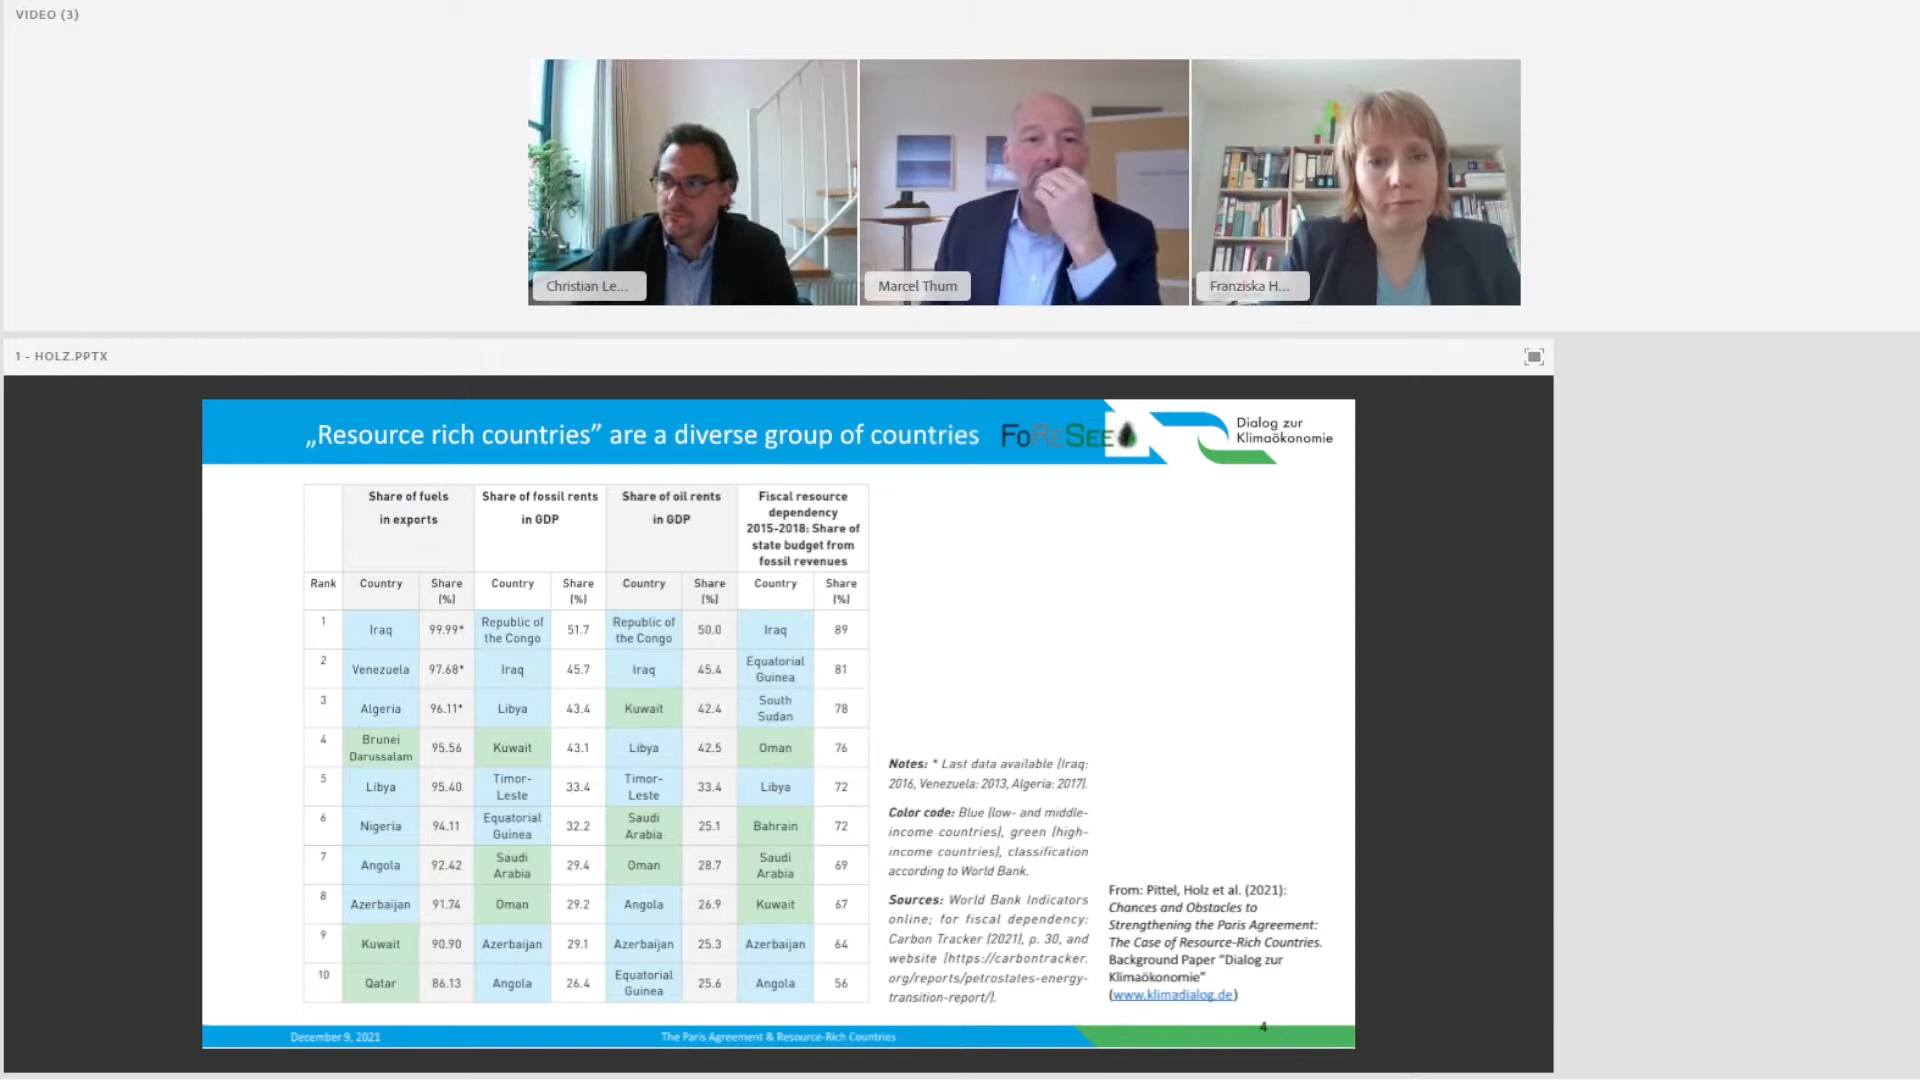 VIDEO (3)
Christian Le...
Marcel Thum
Franziska H...
1 - HOLZ.PPTX
„Resource rich countries” are a diverse group of countries
FoReSee
Dialog zur
Klimaökonomie
Share of fuels
in exports
Share of fossil rents
in GDP
Share of oil rents
in GDP
Fiscal resource
dependency
2015-2018: Share of
state budget from
fossil revenues
Rank Country Share (%) Country Share (%) Country Share (%) Country Share (%)
1 Iraq 99.99* Republic of the Congo 51.7 Republic of the Congo 50.0 Iraq 89
2 Venezuela 97.68* Iraq 45.7 Iraq 45.4 Equatorial Guinea 81
3 Algeria 96.11* Libya 43.4 Kuwait 42.4 South Sudan 78
4 Brunei Darussalam 95.56 Kuwait 43.1 Libya 42.5 Oman 76
5 Libya 95.40 Timor-Leste 33.4 Timor-Leste 33.4 Libya 72
6 Nigeria 94.11 Equatorial Guinea 32.2 Saudi Arabia 25.1 Bahrain 72
7 Angola 92.42 Saudi Arabia 29.4 Oman 28.7 Saudi Arabia 69
8 Azerbaijan 91.74 Oman 29.2 Angola 26.9 Kuwait 67
9 Kuwait 90.90 Azerbaijan 29.1 Azerbaijan 25.3 Azerbaijan 64
10 Qatar 86.13 Angola 26.4 Equatorial Guinea 25.6 Angola 56
Notes: * Last data available (Iraq:
2016, Venezuela: 2013, Algeria: 2017).
Color code: Blue (low- and middle-
income countries), green (high-
income countries), classification
according to World Bank.
Sources: World Bank Indicators
online; for fiscal dependency:
Carbon Tracker (2021), p. 30, and
website (https://carbontracker.
org/reports/petrostates-energy-
transition-report/).
From: Pittel, Holz et al. (2021):
Chances and Obstacles to
Strengthening the Paris Agreement:
The Case of Resource-Rich Countries.
Background Paper “Dialog zur
Klimaökonomie”
(www.klimadialog.de)
4
December 9, 2021
The Paris Agreement & Resource-Rich Countries